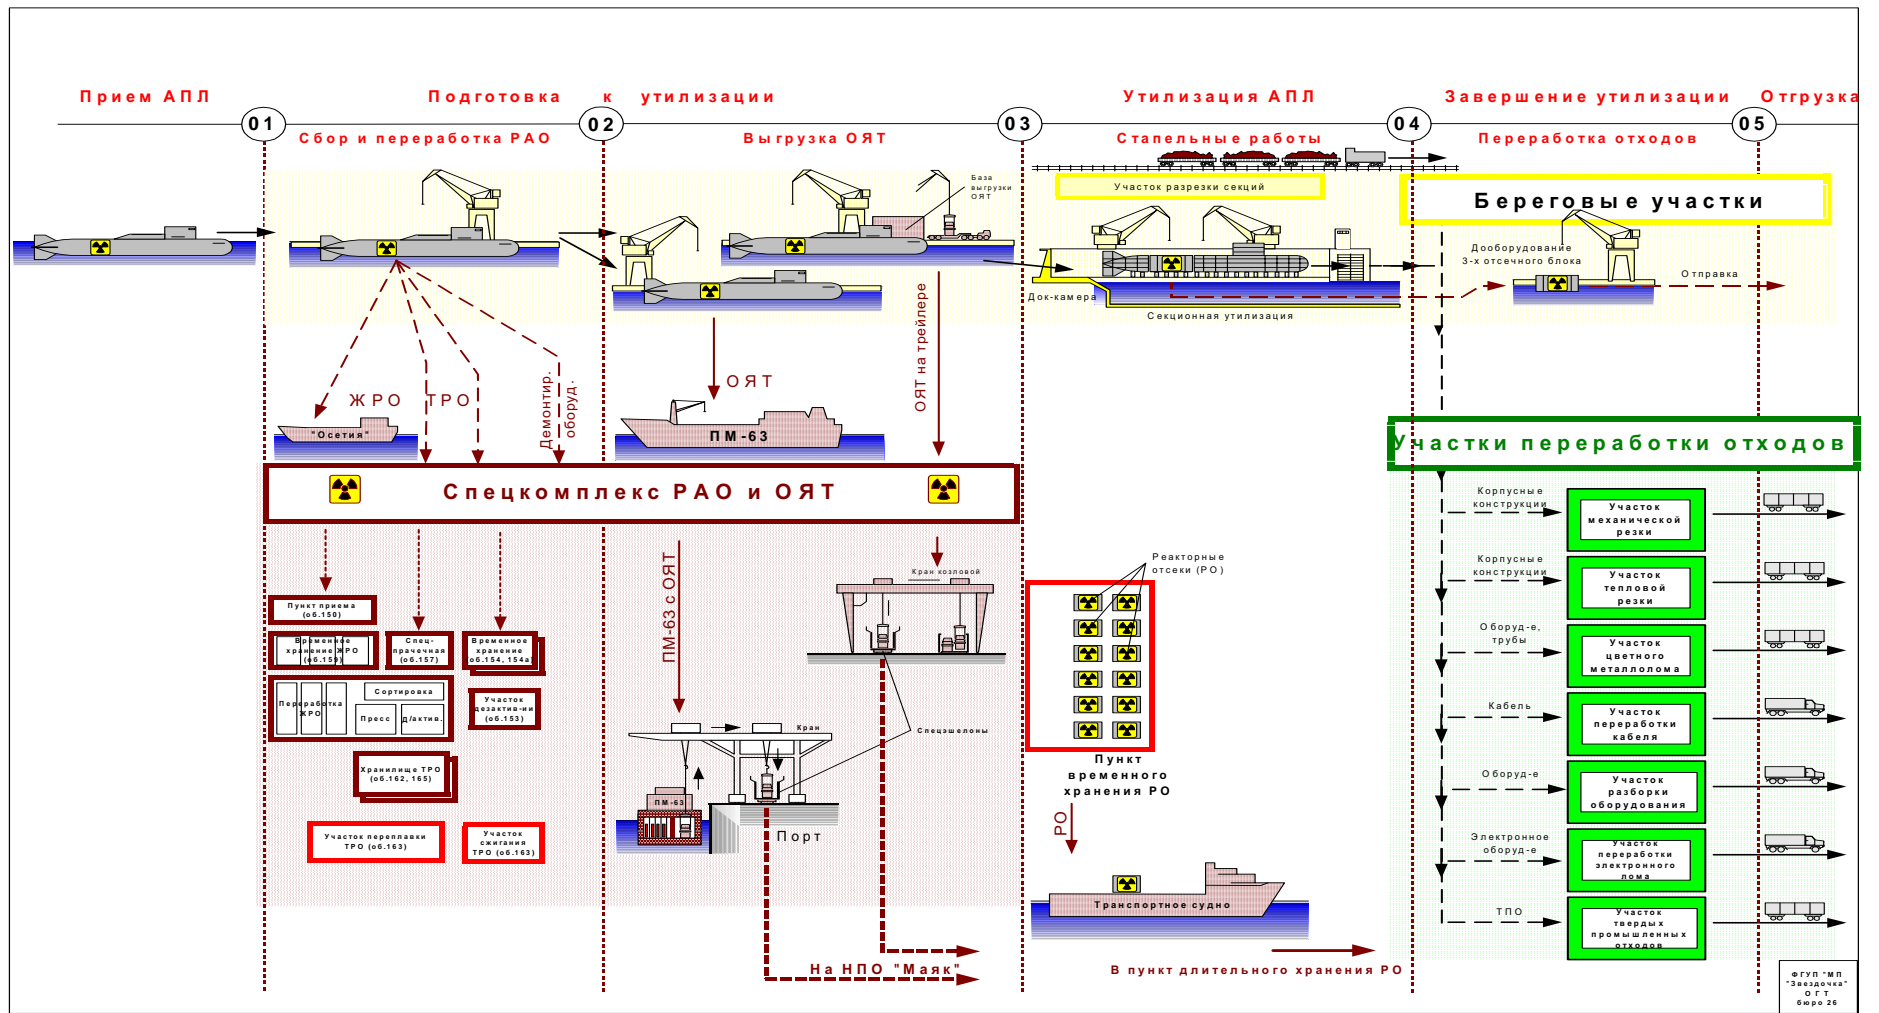 Прием АПЛ
Подготовка к утилизации
Утилизация АПЛ
Завершение утилизации
Отгрузка
01
02
03
04
05
Сбор и переработка РАО
Выгрузка ОЯТ
Стапельные работы
Переработка отходов
База
выгрузки
ОЯТ
Участок разрезки секций
Береговые участки
Дооборудование
3-х отсечного блока
Отправка
Док-камера
Секционная утилизация
ЖРО
ТРО
Демонтир.
оборуд.
ОЯТ
ОЯТ на трейлере
"Осетия"
ПМ-63
Участки переработки отходов
Спецкомплекс РАО и ОЯТ
Пункт приема
(об.150)
Временное
хранение ЖРО
(об.159)
Спец-
прачечная
(об.157)
Временное
хранение
(об.154, 154а)
Переработка
ЖРО
Сортировка
Пресс
Д/актив.
Участок
дезактив-ии
(об.153)
Хранилище ТРО
(об.162, 165)
Участок переплавки
ТРО (об.163)
Участок
сжигания
ТРО (об.163)
ПМ-63 с ОЯТ
Кран козловой
Кран
Спецэшелоны
ПМ-63
Порт
На НПО "Маяк"
Реакторные
отсеки (РО)
Пункт
временного
хранения РО
РО
Транспортное судно
В пункт длительного хранения РО
Корпусные
конструкции
Участок
механической
резки
Корпусные
конструкции
Участок
тепловой
резки
Оборуд-е,
трубы
Участок
цветного
металлолома
Кабель
Участок
переработки
кабеля
Оборуд-е
Участок
разборки
оборудования
Электронное
оборуд-е
Участок
переработки
электронного
лома
ТПО
Участок
твердых
промышленных
отходов
ФГУП "МП
"Звездочка"
ОГТ
бюро 26